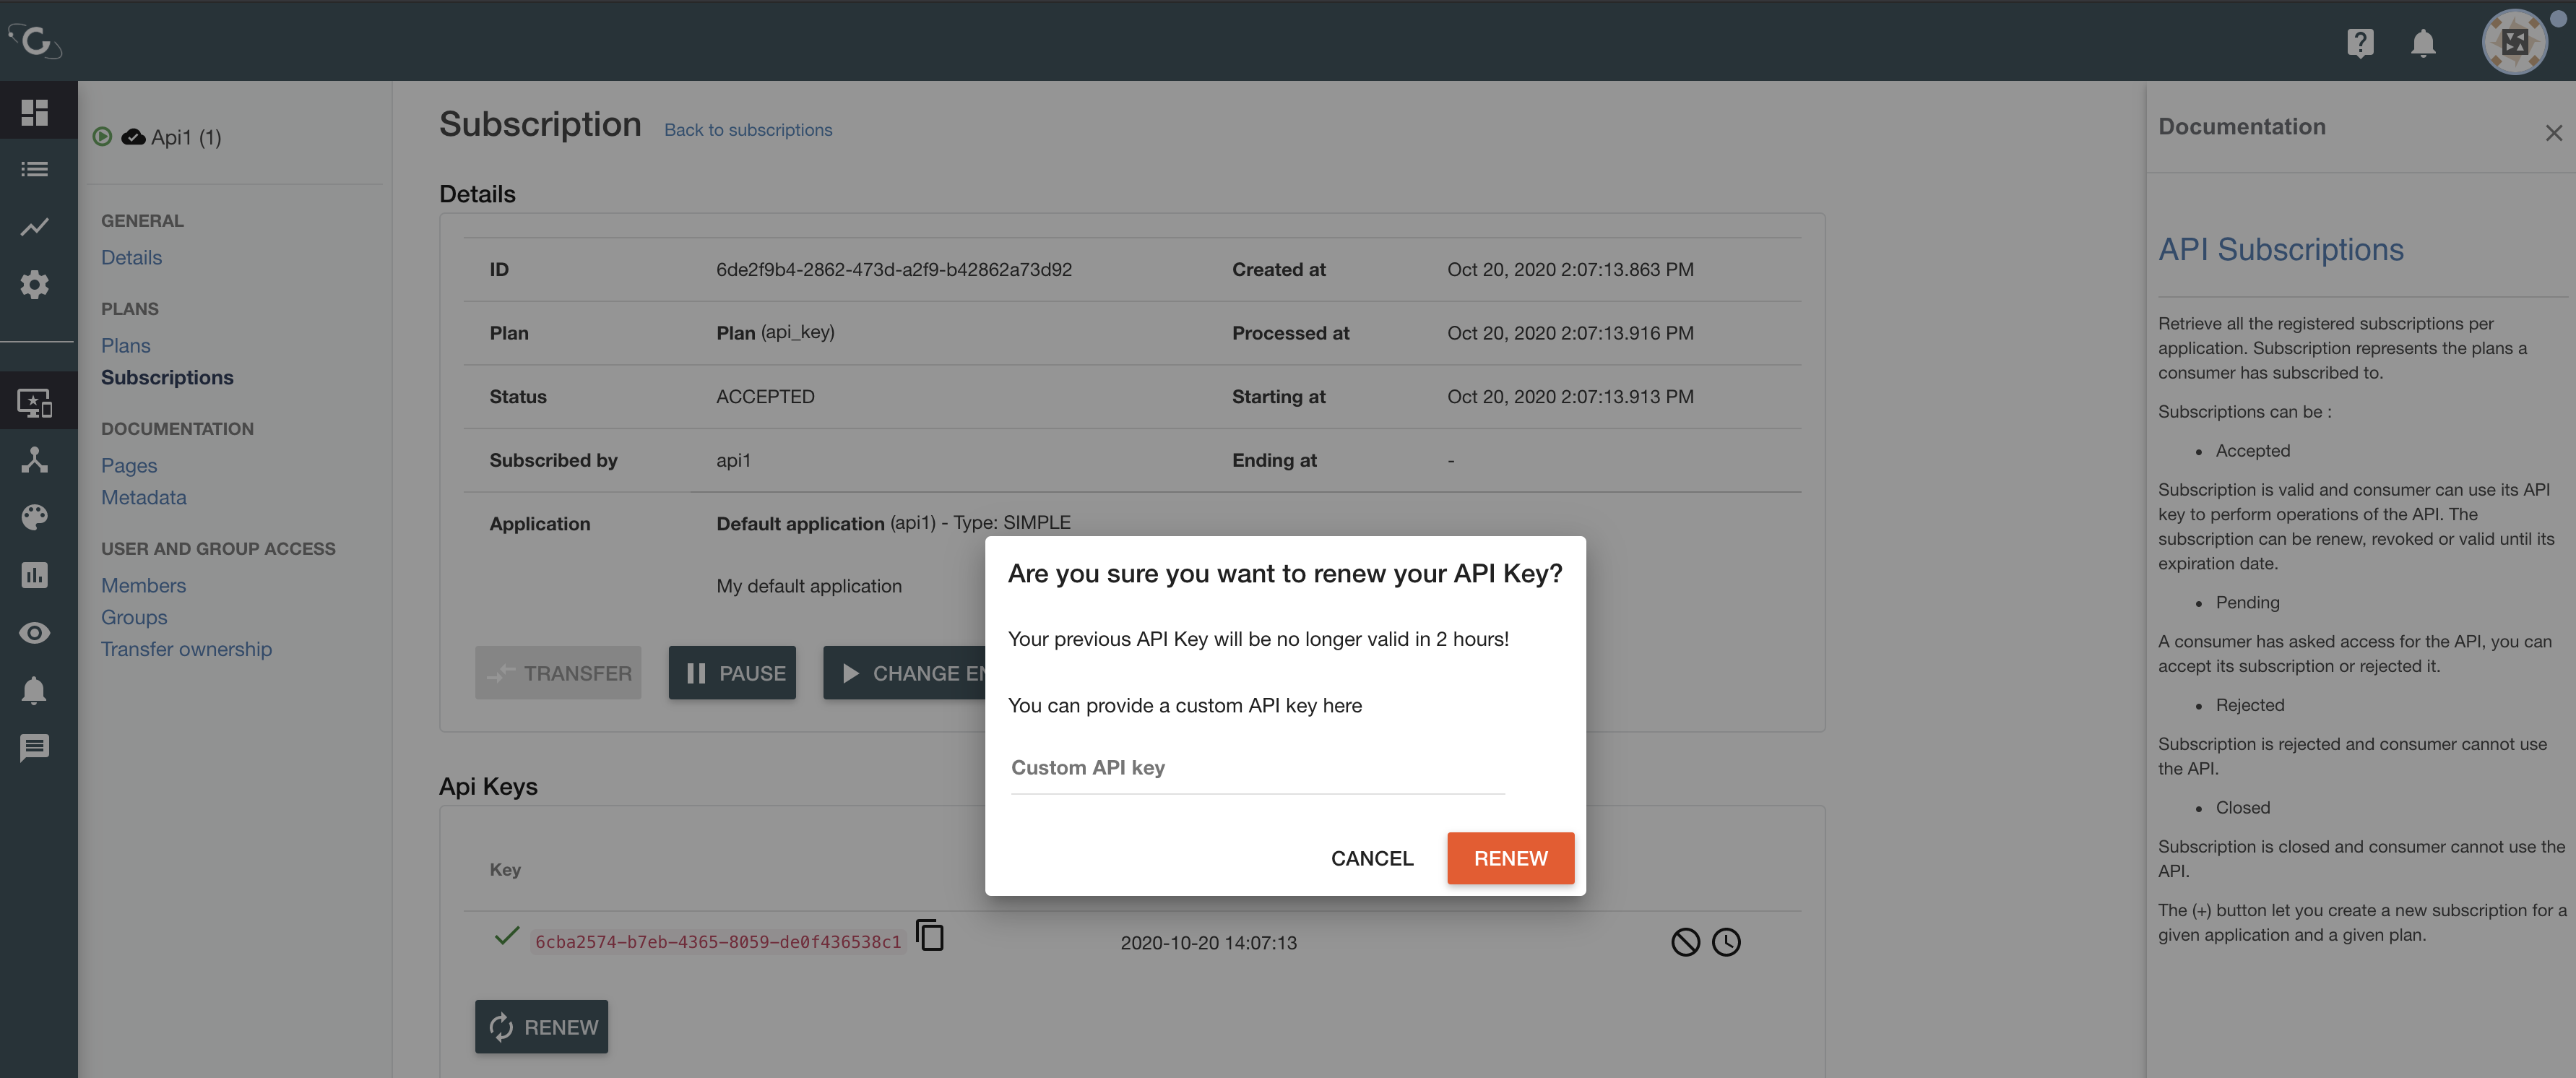 Api1 (1)
GENERAL
Details
PLANS
Plans
Subscriptions
DOCUMENTATION
Pages
Metadata
USER AND GROUP ACCESS
Members
Groups
Transfer ownership
Subscription Back to subscriptions
Details
ID 6de2f9b4-2862-473d-a2f9-b42862a73d92 Created at Oct 20, 2020 2:07:13.863 PM
Plan Plan (api_key) Processed at Oct 20, 2020 2:07:13.916 PM
Status ACCEPTED Starting at Oct 20, 2020 2:07:13.913 PM
Subscribed by api1 Ending at -
Application Default application (api1) - Type: SIMPLE
My default application
TRANSFER PAUSE CHANGE EN
Are you sure you want to renew your API Key?
Your previous API Key will be no longer valid in 2 hours!
You can provide a custom API key here
Custom API key
CANCEL RENEW
Api Keys
Key
6cba2574-b7eb-4365-8059-de0f436538c1 2020-10-20 14:07:13
RENEW
Documentation
API Subscriptions
Retrieve all the registered subscriptions per
application. Subscription represents the plans a
consumer has subscribed to.
Subscriptions can be :
• Accepted
Subscription is valid and consumer can use its API
key to perform operations of the API. The
subscription can be renew, revoked or valid until its
expiration date.
• Pending
A consumer has asked access for the API, you can
accept its subscription or rejected it.
• Rejected
Subscription is rejected and consumer cannot use
the API.
• Closed
Subscription is closed and consumer cannot use the
API.
The (+) button let you create a new subscription for a
given application and a given plan.